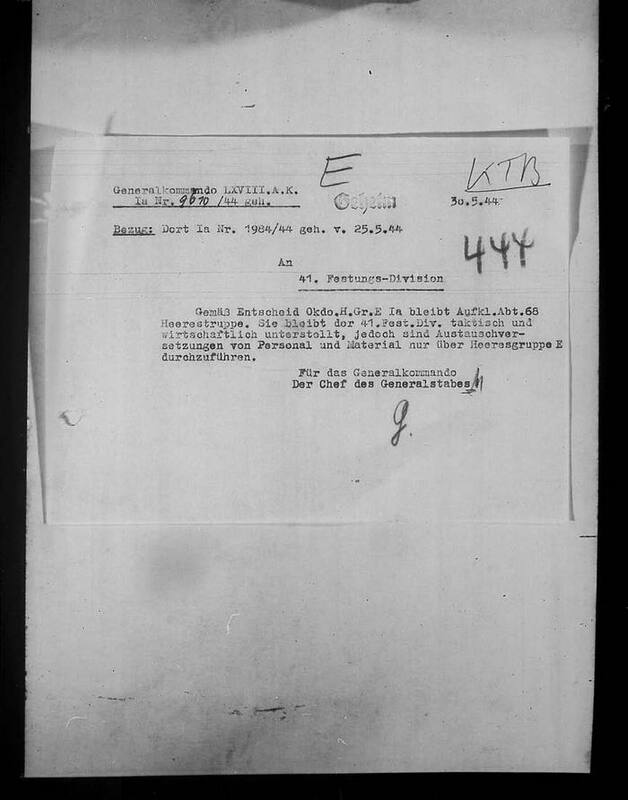 E
KTB
Generalkommando LXVIII.A.K.
Ia Nr. 9610 /44 geh.
Geheim
30.5.44
Bezug: Dort Ia Nr. 1984/44 geh. v. 25.5.44
444
An
41. Festungs-Division
Gemäß Entscheid Okdo.H.Gr.E Ia bleibt Aufkl.Abt.68
Heerestruppe. Sie bleibt der 41.Fest.Div. taktisch und
wirtschaftlich unterstellt, jedoch sind Austauschver-
setzungen von Personal und Material nur über Heeresgruppe E
durchzuführen.
Für das Generalkommando
Der Chef des Generalstabes
g.